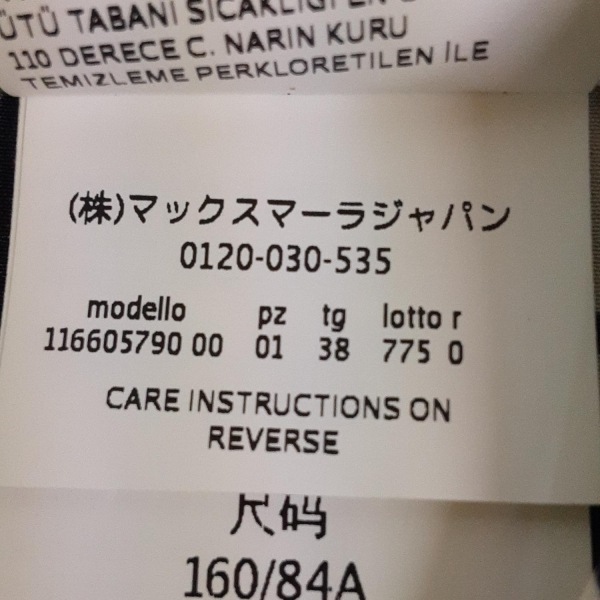 ÜTÜ TABANI SICAKLIĞI EN
110 DERECE C. NARIN KURU
TEMIZLEME PERKLORETILEN İLE
(株)マックスマーラジャパン
0120-030-535
modello pz tg lotto r
116605790 00 01 38 775 0
CARE INSTRUCTIONS ON
REVERSE
尺码
160/84A